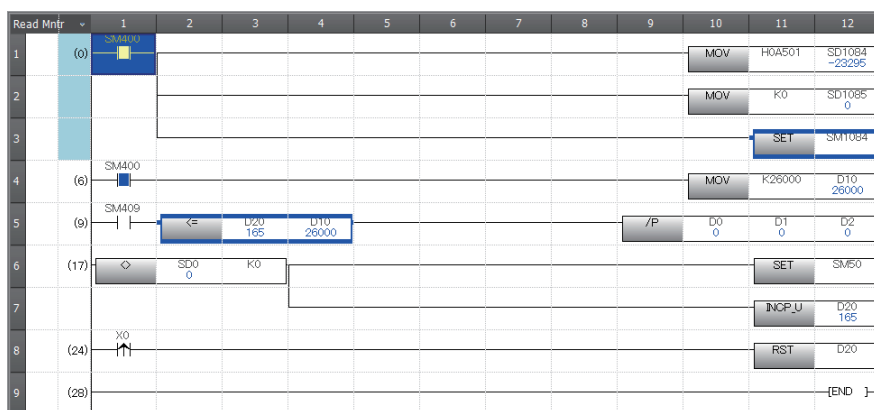 Read Mntr 1 2 3 4 5 6 7 8 9 10 11 12
SM400
1 (0) MOV H0A501 SD1084
-23295
2 MOV K0 SD1085
0
3 SET SM1084
SM400
4 (6) MOV K26000 D10
26000
SM409
5 (9) <= D20 D10 /P D0 D1 D2
165 26000 0 0 0
6 (17) <> SD0 K0 SET SM50
0
7 INCP_U D20
165
X0
8 (24) RST D20
9 (28) [END ]